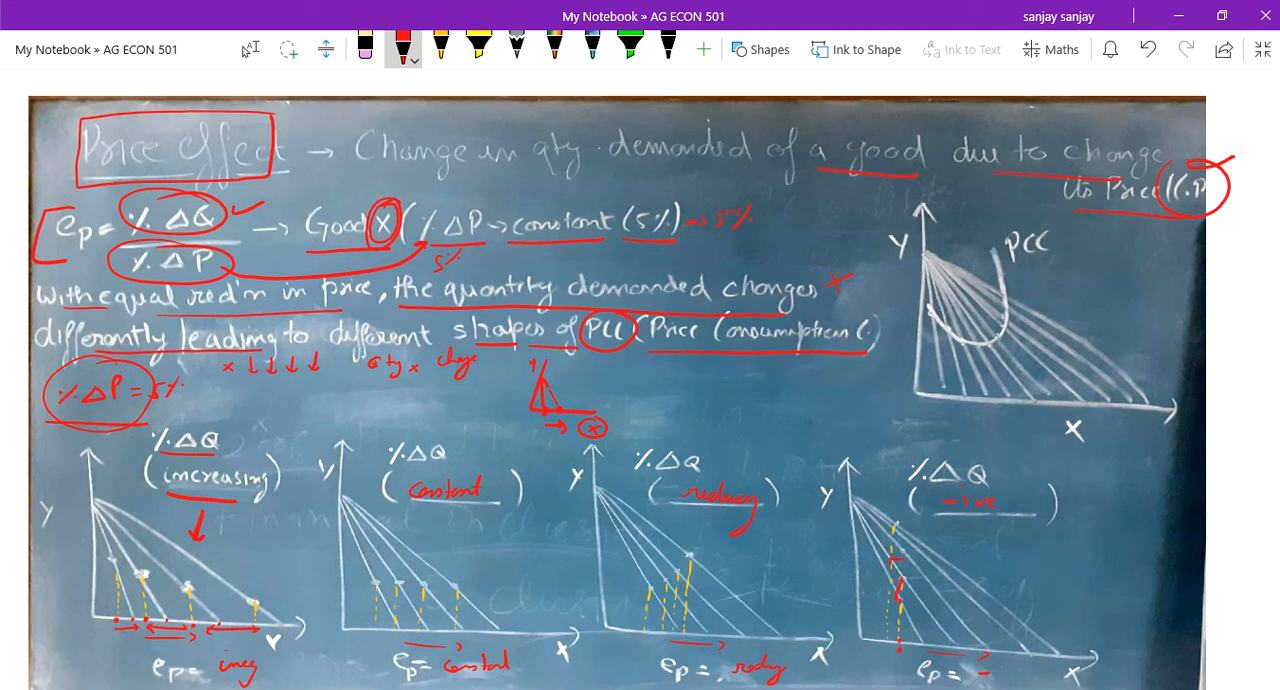 My Notebook » AG ECON 501
sanjay sanjay
My Notebook » AG ECON 501
Shapes
Ink to Shape
Ink to Text
Maths
Price effect → Change in qty. demanded of a good due to change
its Price
ep = %ΔQ / %ΔP → Good X ( %ΔP → constant (5%) → 5%
5%
With equal red'n in price, the quantity demanded changes
differently leading to different shapes of PCC (Price Consumption C.)
x ↓ ↓ ↓ ↓ Qty x chage
%ΔP = 5%
Y PCC
X
y
x
%ΔQ
(increasing)
Y
ep =
%ΔQ
(constant)
Y
X
ep = constant
%ΔQ
Y
X
ep =
%ΔQ
(-ive)
Y
X
ep = -